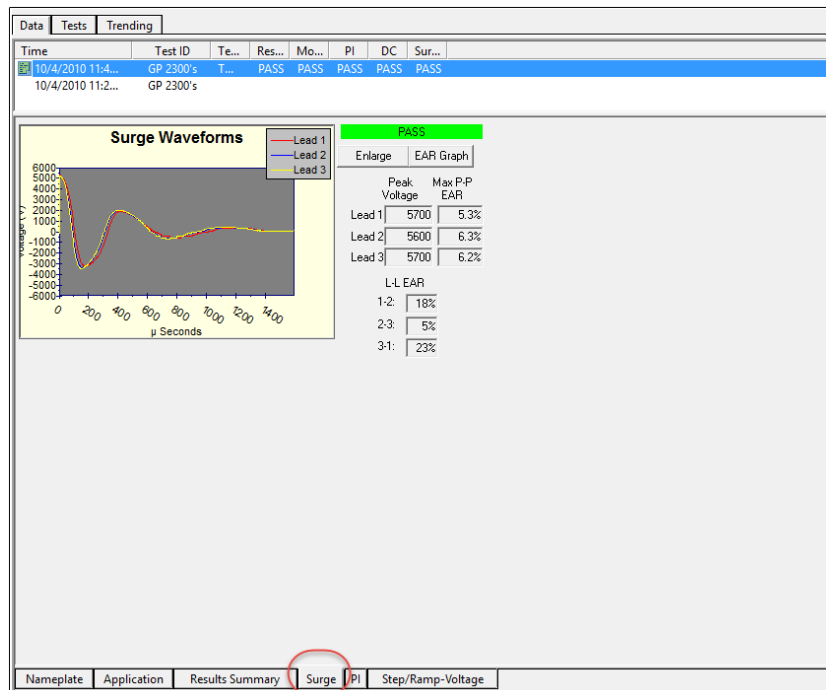 Data Tests Trending
Time Test ID Te... Res... Mo... PI DC Sur...
10/4/2010 11:4... GP 2300's T... PASS PASS PASS PASS PASS
10/4/2010 11:2... GP 2300's
Surge Waveforms
Lead 1
Lead 2
Lead 3
Voltage (V)
6000
5000
4000
3000
2000
1000
0
-1000
-2000
-3000
-4000
-5000
-6000
0 200 400 600 800 1000 1200 1400
µ Seconds
PASS
Enlarge EAR Graph
Peak Voltage Max P-P EAR
Lead 1 5700 5.3%
Lead 2 5600 6.3%
Lead 3 5700 6.2%
L-L EAR
1-2: 18%
2-3: 5%
3-1: 23%
Nameplate Application Results Summary Surge PI Step/Ramp-Voltage